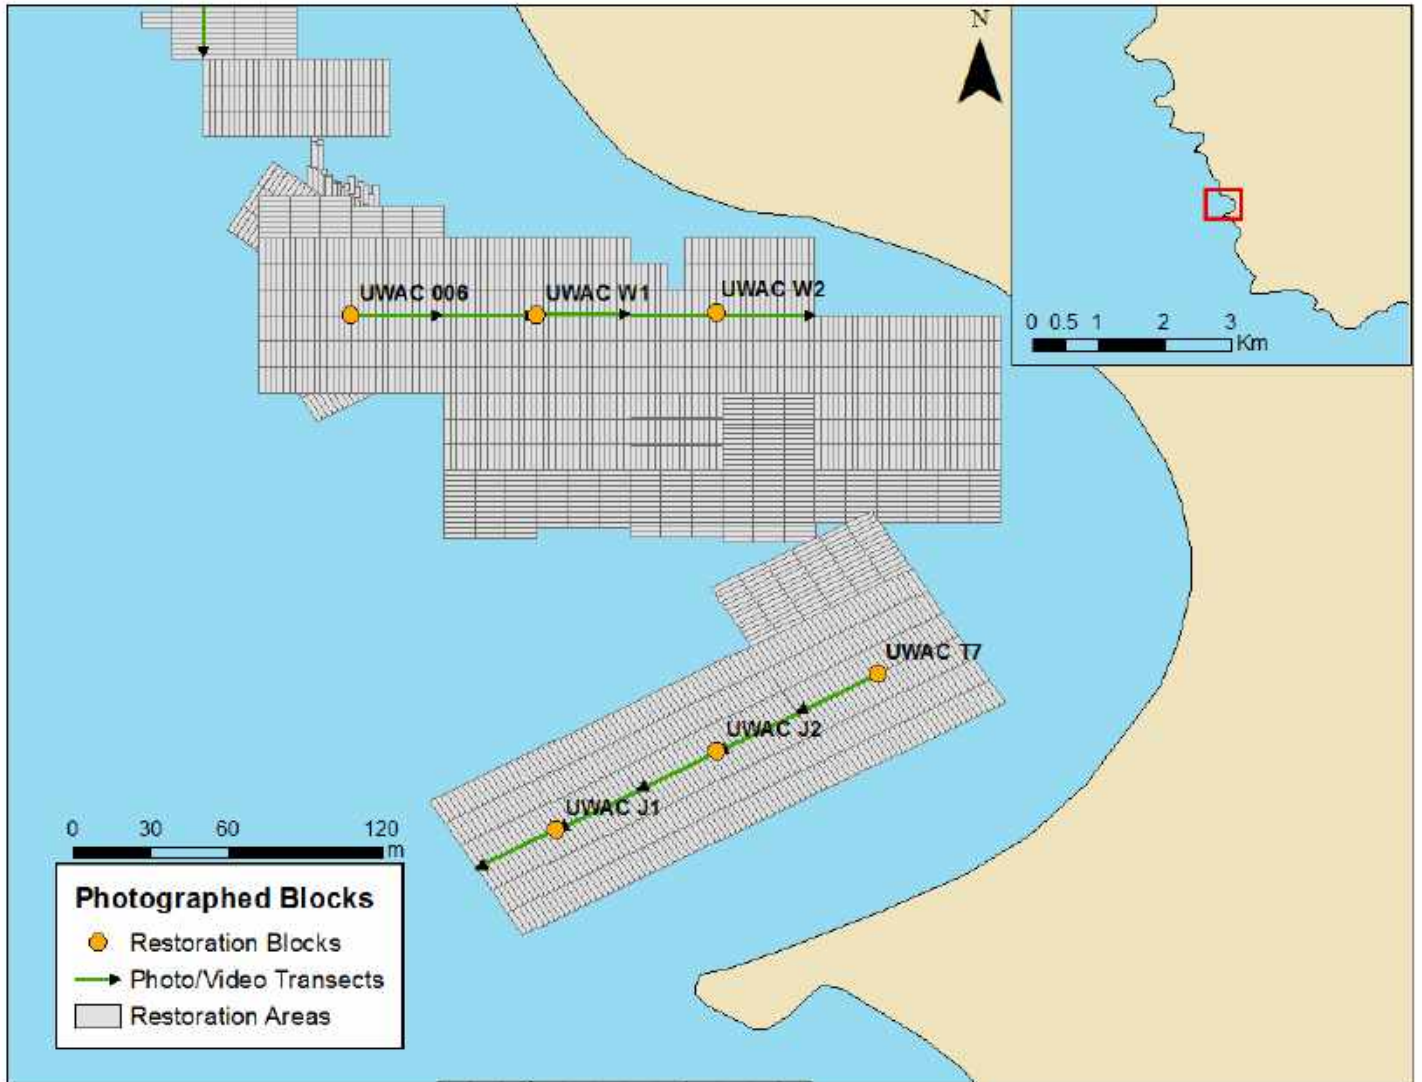 N
0 0.5 1 2 3
Km
UWAC 006
UWAC W1
UWAC W2
UWAC T7
UWAC J2
UWAC J1
0 30 60 120
m
Photographed Blocks
Restoration Blocks
Photo/Video Transects
Restoration Areas